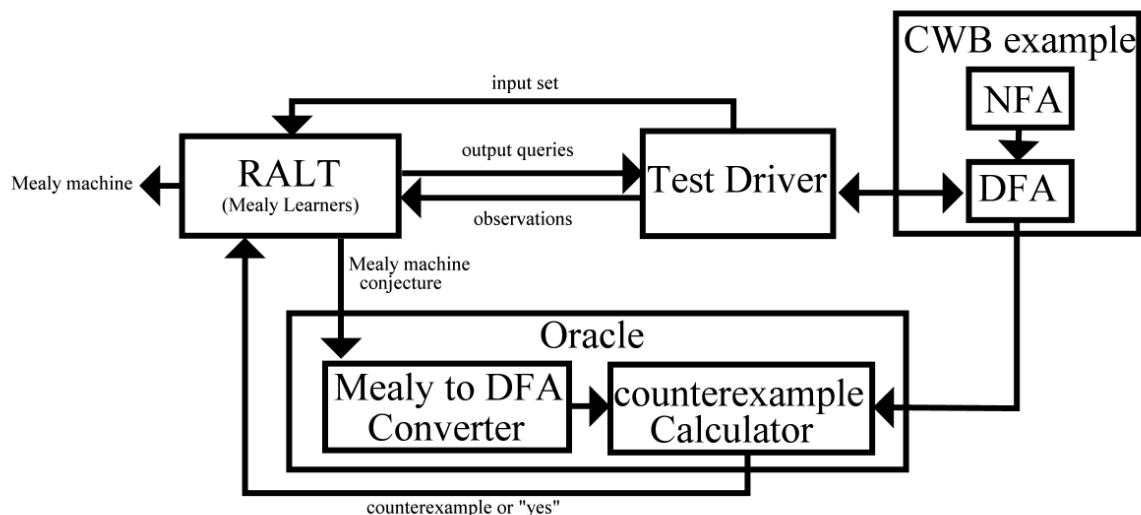 CWB example
NFA
DFA
input set
RALT
(Mealy Learners)
output queries
observations
Test Driver
Mealy machine
Mealy machine
conjecture
Oracle
Mealy to DFA
Converter
counterexample
Calculator
counterexample or "yes"